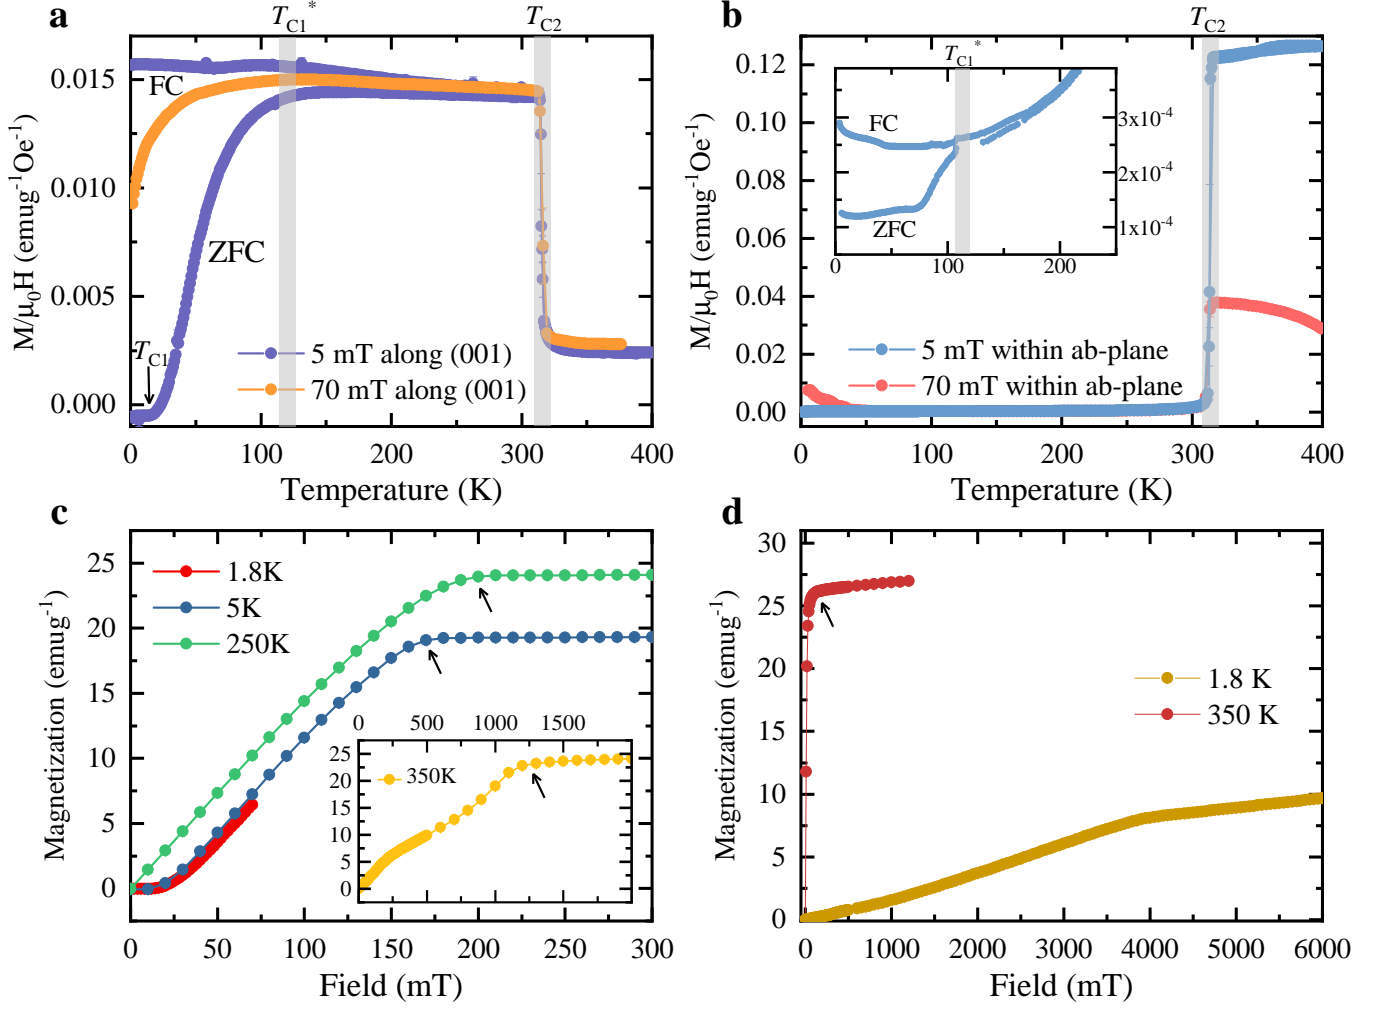 a
T_C1*
T_C2
M/μ₀H (emug⁻¹Oe⁻¹)
0.015
0.010
0.005
0.000
FC
ZFC
T_C1
5 mT along (001)
70 mT along (001)
0 100 200 300 400
Temperature (K)
b
T_C2
M/μ₀H (emug⁻¹Oe⁻¹)
0.12
0.10
0.08
0.06
0.04
0.02
0.00
T_C1*
FC
ZFC
3x10⁻⁴
2x10⁻⁴
1x10⁻⁴
0 100 200
5 mT within ab-plane
70 mT within ab-plane
0 100 200 300 400
Temperature (K)
c
Magnetization (emug⁻¹)
25
20
15
10
5
0
1.8K
5K
250K
0 500 1000 1500
25
20
15
10
5
0
350K
0 50 100 150 200 250 300
Field (mT)
d
Magnetization (emug⁻¹)
30
25
20
15
10
5
0
1.8 K
350 K
0 1000 2000 3000 4000 5000 6000
Field (mT)